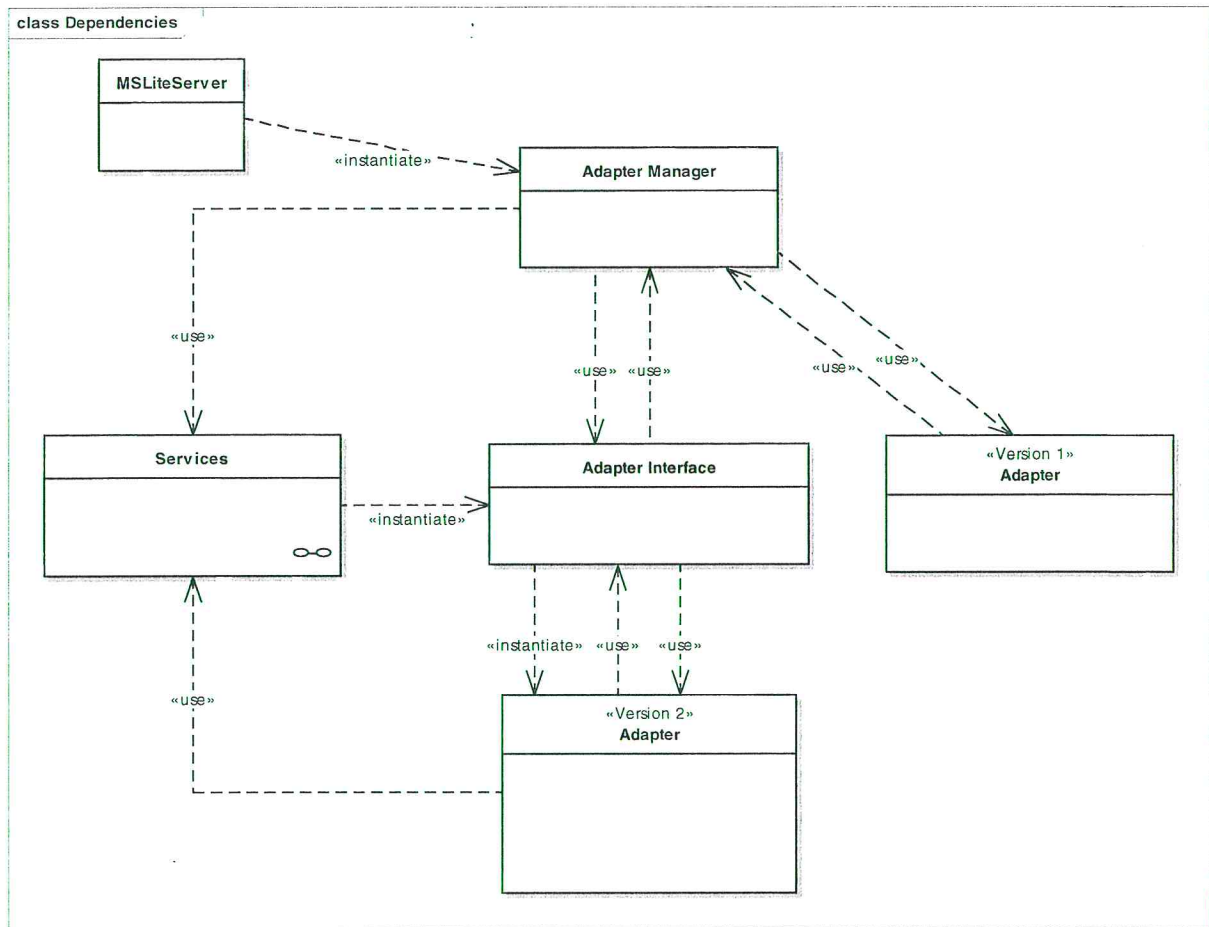 class Dependencies
MSLiteServer
«instantiate»
Adapter Manager
«use»
«use» «use»
«use»
«use»
Services
Adapter Interface
«Version 1»
Adapter
«instantiate»
«instantiate» «use» «use»
«use»
«Version 2»
Adapter